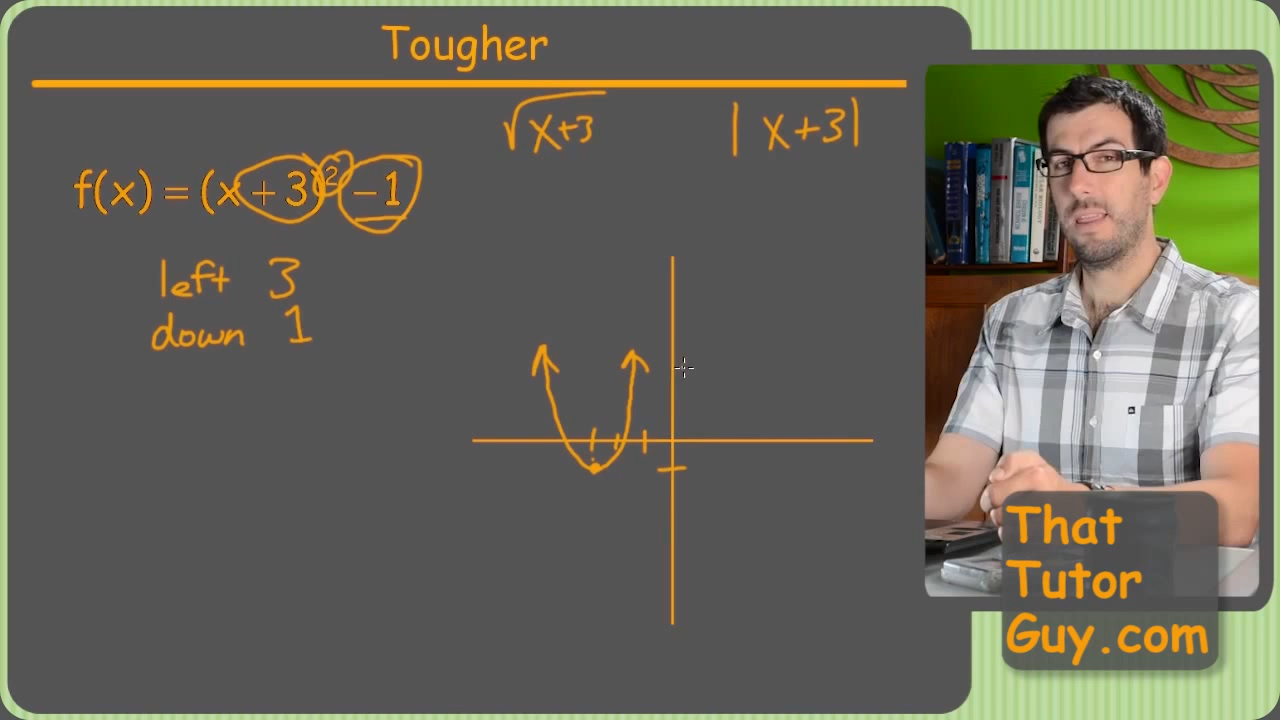 Tougher
√x+3 |x+3|
f(x) = (x + 3)² − 1
left 3
down 1
That
Tutor
Guy.com